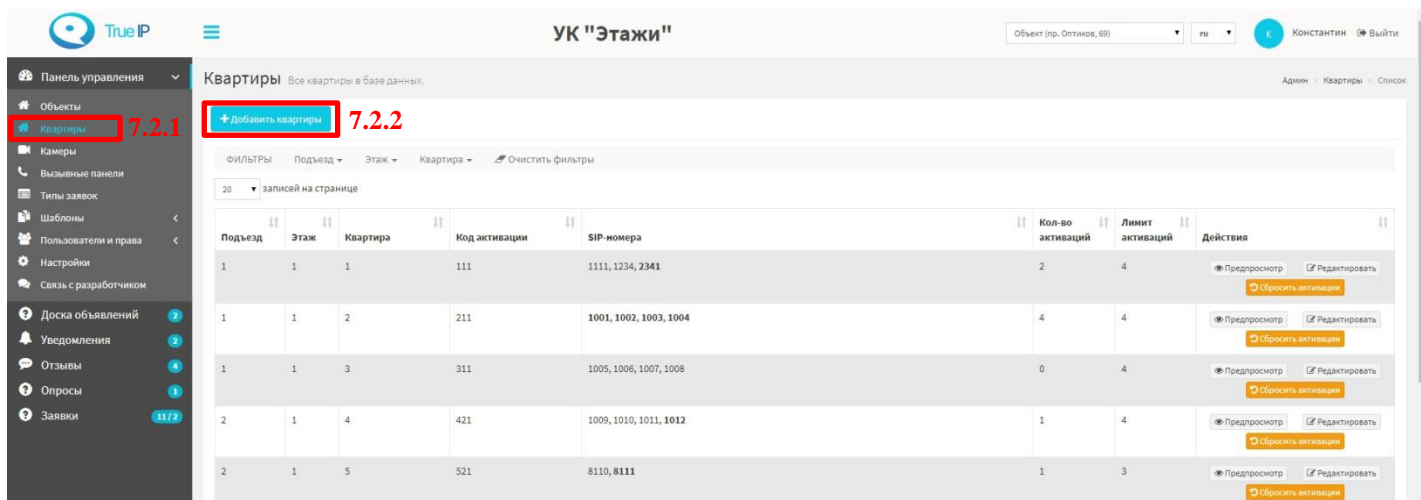 True IP
УК "Этажи"
Объект (пр. Оптиков, 69)
ru
К
Константин
Выйти
Панель управления
Объекты
Квартиры
7.2.1
Камеры
Вызывные панели
Типы заявок
Шаблоны
Пользователи и права
Настройки
Связь с разработчиком
Доска объявлений 2
Уведомления 2
Отзывы 4
Опросы 1
Заявки 11/2
Квартиры Все квартиры в базе данных.
Админ > Квартиры > Список
+Добавить квартиры
7.2.2
ФИЛЬТРЫ Подъезд Этаж Квартира Очистить фильтры
20 записей на странице
Подъезд Этаж Квартира Код активации SIP-номера Кол-во активаций Лимит активаций Действия
1 1 1 111 1111, 1234, 2341 2 4 Предпросмотр Редактировать
Сбросить активации
1 1 2 211 1001, 1002, 1003, 1004 4 4 Предпросмотр Редактировать
Сбросить активации
1 1 3 311 1005, 1006, 1007, 1008 0 4 Предпросмотр Редактировать
Сбросить активации
2 1 4 421 1009, 1010, 1011, 1012 1 4 Предпросмотр Редактировать
Сбросить активации
2 1 5 521 8110, 8111 1 3 Предпросмотр Редактировать
Сбросить активации